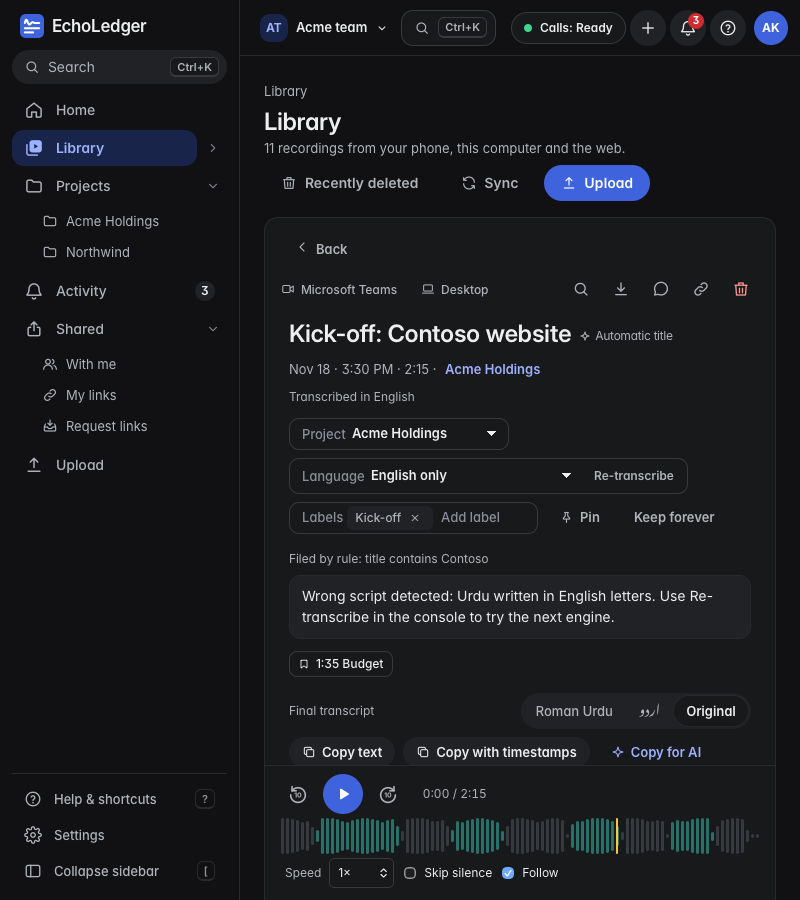 EchoLedger
Search Ctrl+K
Home
Library
Projects
Acme Holdings
Northwind
Activity 3
Shared
With me
My links
Request links
Upload
Help & shortcuts ?
Settings
Collapse sidebar [
AT Acme team Ctrl+K Calls: Ready 3 AK
Library
Library
11 recordings from your phone, this computer and the web.
Recently deleted Sync Upload
Back
Microsoft Teams Desktop
Kick-off: Contoso website Automatic title
Nov 18 · 3:30 PM · 2:15 · Acme Holdings
Transcribed in English
Project Acme Holdings
Language English only Re-transcribe
Labels Kick-off × Add label Pin Keep forever
Filed by rule: title contains Contoso
Wrong script detected: Urdu written in English letters. Use Re-
transcribe in the console to try the next engine.
1:35 Budget
Final transcript Roman Urdu اردو Original
Copy text Copy with timestamps Copy for AI
10 10 0:00 / 2:15
Speed 1× Skip silence Follow